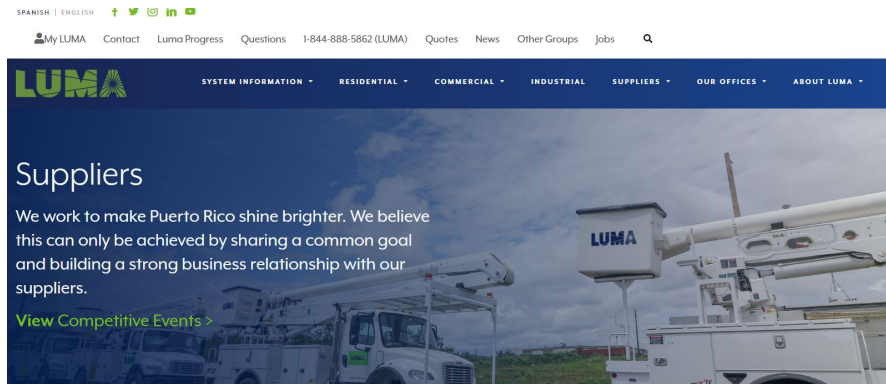 SPANISH | ENGLISH
My LUMA Contact Luma Progress Questions 1-844-888-5862 (LUMA) Quotes News Other Groups Jobs
LUMA SYSTEM INFORMATION RESIDENTIAL COMMERCIAL INDUSTRIAL SUPPLIERS OUR OFFICES ABOUT LUMA
Suppliers
We work to make Puerto Rico shine brighter. We believe
this can only be achieved by sharing a common goal
and building a strong business relationship with our
suppliers.
View Competitive Events >
LUMA
LUMA
LUMA